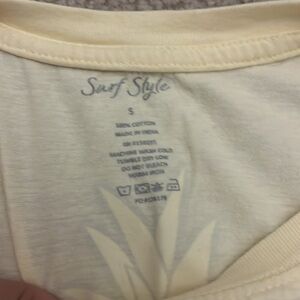 Surf Style
S
100% COTTON
MADE IN INDIA
MACHINE WASH COLD
TUMBLE DRY LOW
DO NOT BLEACH
WARM IRON